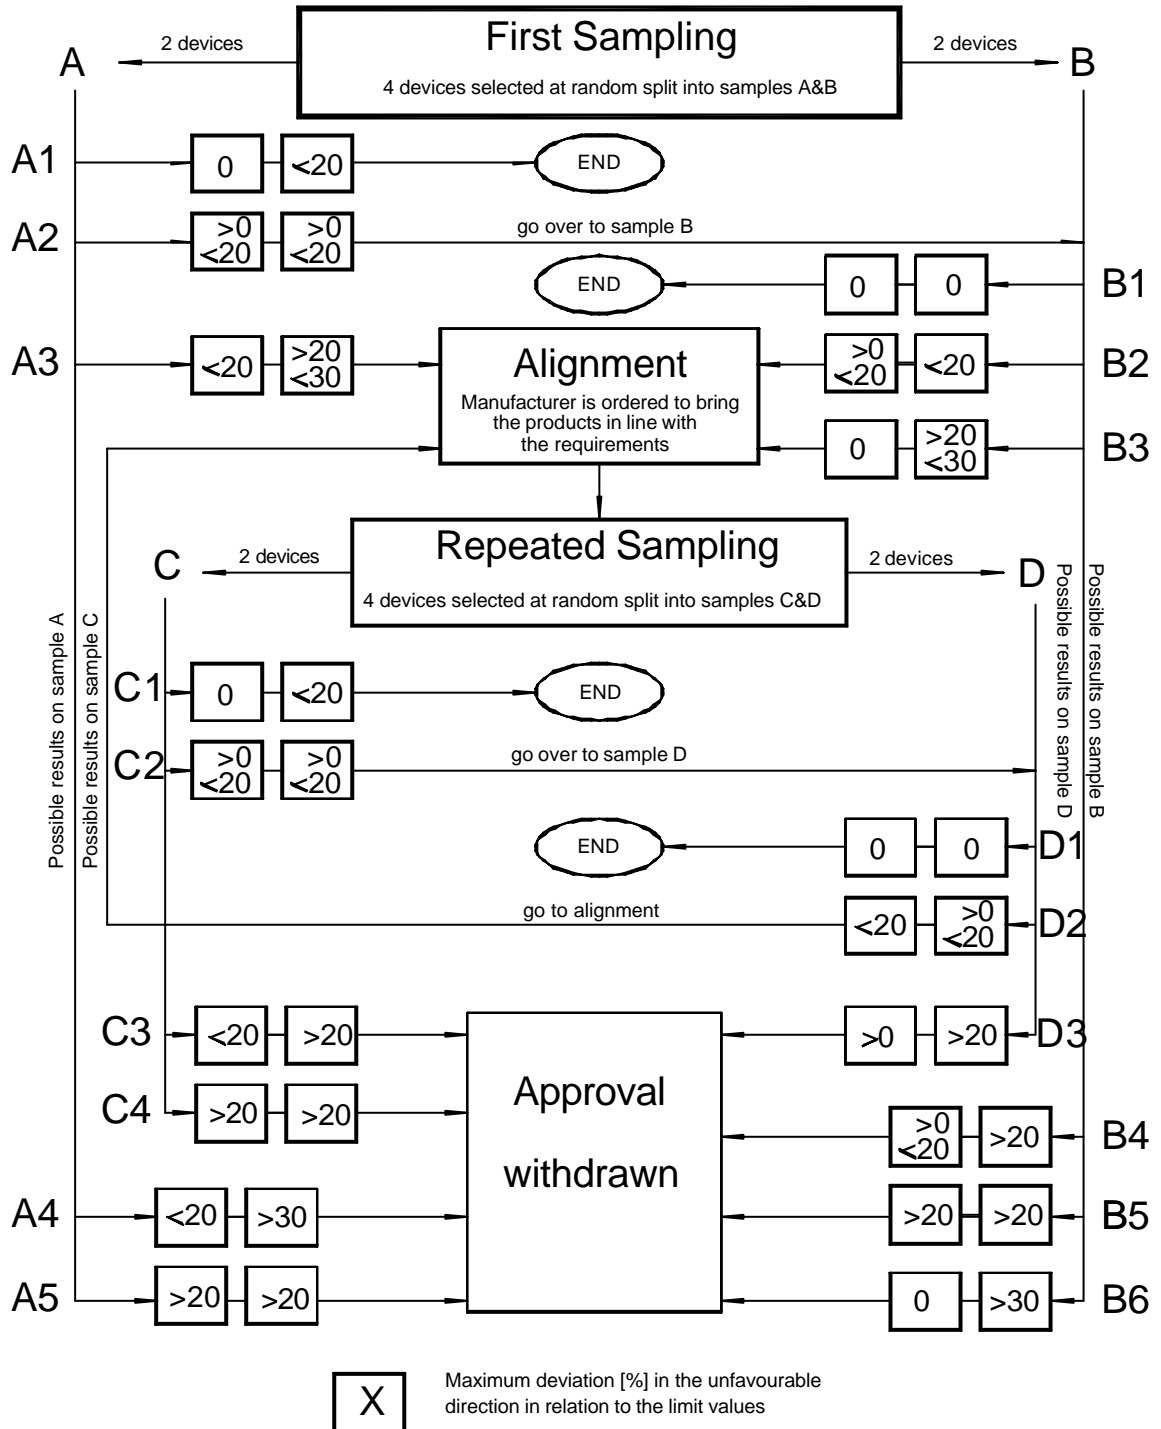 First Sampling
4 devices selected at random split into samples A&B
2 devices
2 devices
A
B
A1
0
<20
END
A2
>0
<20
>0
<20
go over to sample B
END
0
0
B1
A3
<20
>20
<30
Alignment
Manufacturer is ordered to bring
the products in line with
the requirements
>0
<20
<20
B2
0
>20
<30
B3
Repeated Sampling
4 devices selected at random split into samples C&D
2 devices
2 devices
C
D
Possible results on sample A
Possible results on sample C
Possible results on sample D
Possible results on sample B
C1
0
<20
END
C2
>0
<20
>0
<20
go over to sample D
END
0
0
D1
go to alignment
<20
>0
<20
D2
C3
<20
>20
Approval
withdrawn
>0
>20
D3
C4
>20
>20
>0
<20
>20
B4
A4
<20
>30
>20
>20
B5
A5
>20
>20
0
>30
B6
X
Maximum deviation [%] in the unfavourable
direction in relation to the limit values